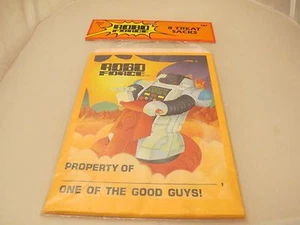 ROBO
FORCE
8 TREAT
SACKS
ROBO
FORCE
PROPERTY OF
ONE OF THE GOOD GUYS!